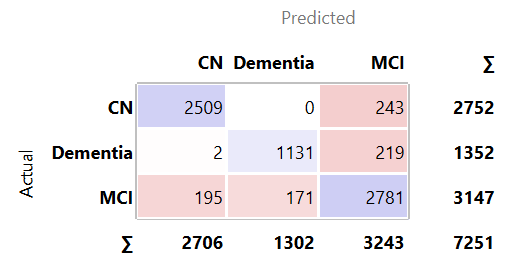 Predicted
CN Dementia MCI ∑
CN 2509 0 243 2752
Dementia 2 1131 219 1352
MCI 195 171 2781 3147
∑ 2706 1302 3243 7251
Actual